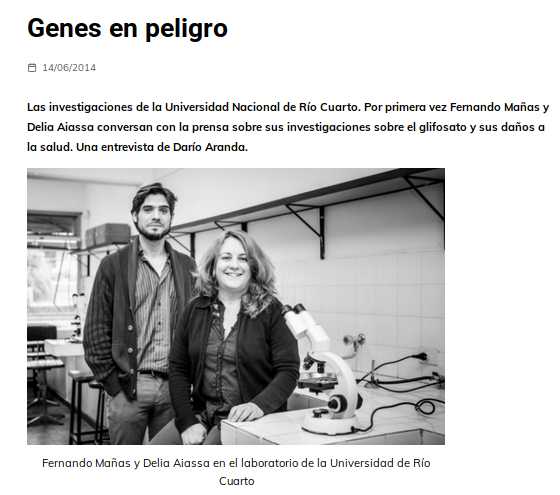 Genes en peligro
14/06/2014
Las investigaciones de la Universidad Nacional de Río Cuarto. Por primera vez Fernando Mañas y
Delia Aiassa conversan con la prensa sobre sus investigaciones sobre el glifosato y sus daños a
la salud. Una entrevista de Darío Aranda.
Fernando Mañas y Delia Aiassa en el laboratorio de la Universidad de Río
Cuarto